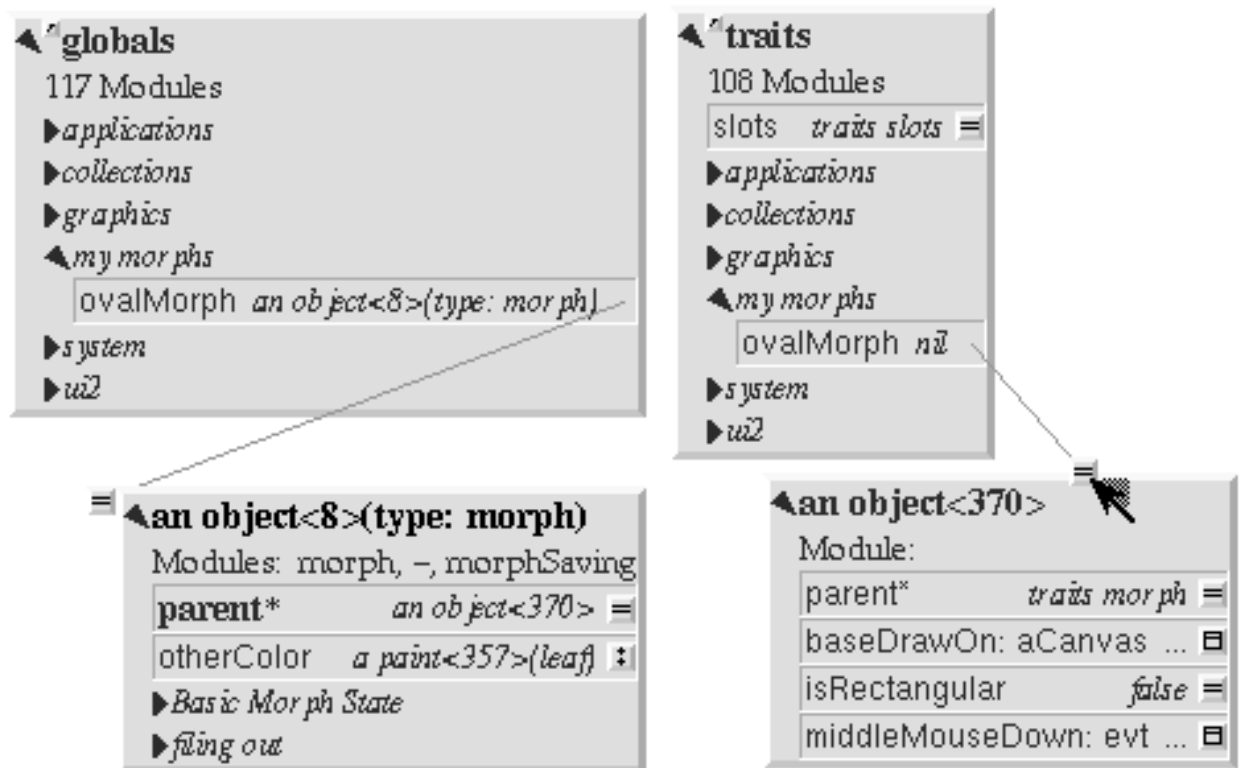 globals
117 Modules
applications
collections
graphics
my morphs
ovalMorph an object<8>(type: morph)
system
ui2
traits
108 Modules
slots traits slots =
applications
collections
graphics
my morphs
ovalMorph nil
system
ui2
=
an object<8>(type: morph)
Modules: morph, –, morphSaving
parent* an object<370> =
otherColor a paint<357>(leaf) :
Basic Morph State
filing out
=
an object<370>
Module:
parent* traits morph =
baseDrawOn: aCanvas ...
isRectangular false =
middleMouseDown: evt ...